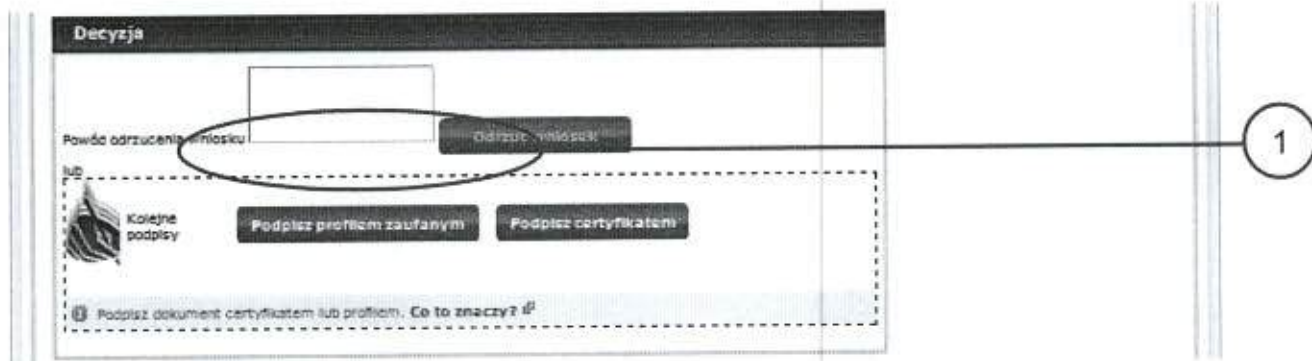 Decyzja
Powód odrzucenia wniosku
Odrzuć wniosek
1
lub
Kolejne
podpisy
Podpisz profilem zaufanym
Podpisz certyfikatem
Podpisz dokument certyfikatem lub profilem. Co to znaczy?